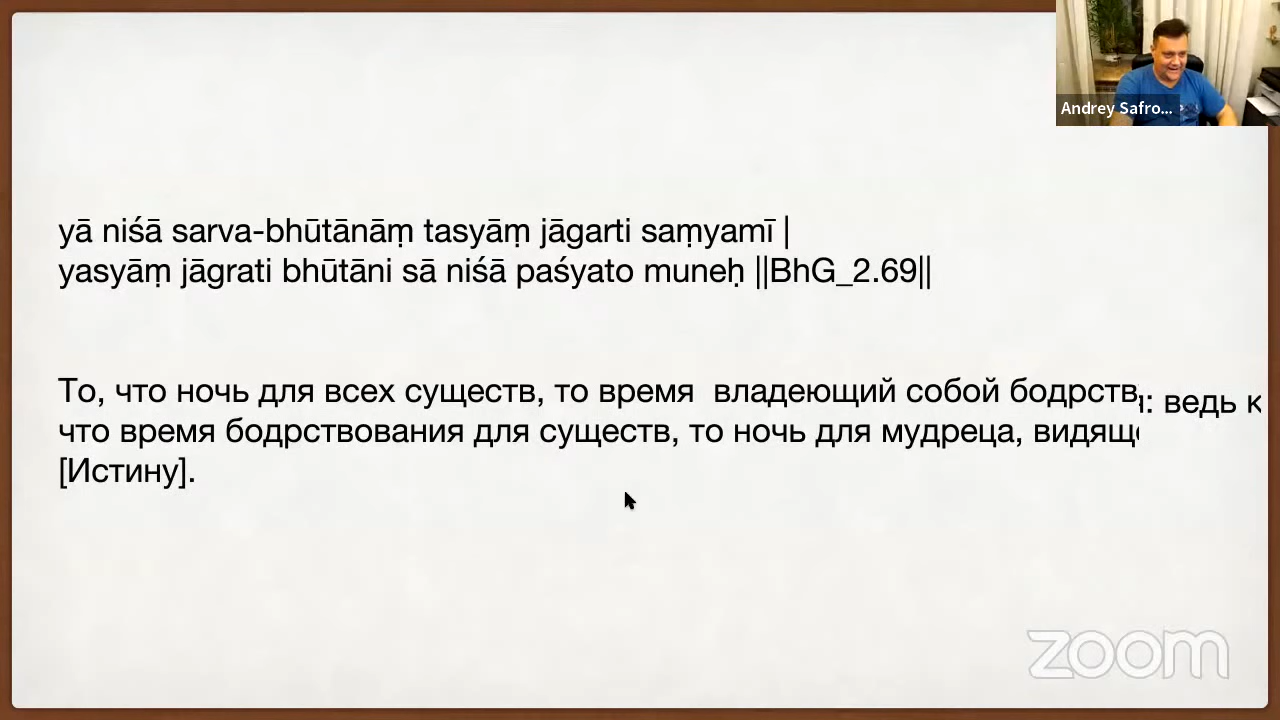 Andrey Safro...
yā niśā sarva-bhūtānāṃ tasyāṃ jāgarti saṃyamī |
yasyāṃ jāgrati bhūtāni sā niśā paśyato muneḥ ||BhG_2.69||
То, что ночь для всех существ, то время  владеющий собой бодрств
: ведь к
что время бодрствования для существ, то ночь для мудреца, видящ
[Истину].
zoom